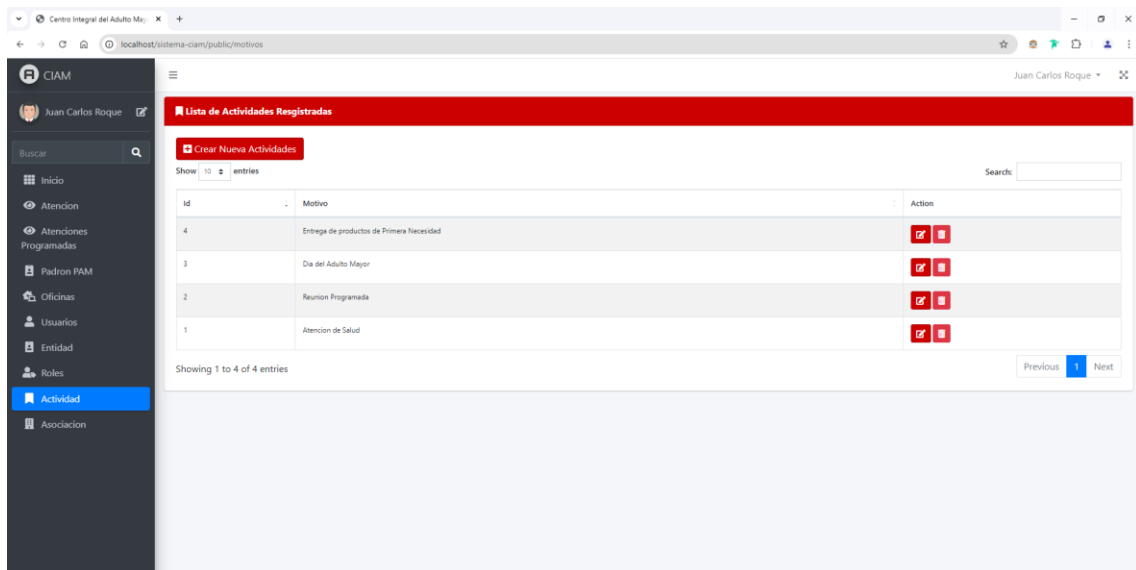 Centro Integral del Adulto May
localhost/sistema-ciam/public/motivos
CIAM
Juan Carlos Roque
Juan Carlos Roque
Buscar
Inicio
Atencion
Atenciones
Programadas
Padron PAM
Oficinas
Usuarios
Entidad
Roles
Actividad
Asociacion
Lista de Actividades Resgistradas
Crear Nueva Actividades
Show 10 entries
Search:
Id Motivo Action
4 Entrega de productos de Primera Necesidad
3 Dia del Adulto Mayor
2 Reunion Programada
1 Atencion de Salud
Showing 1 to 4 of 4 entries
Previous 1 Next